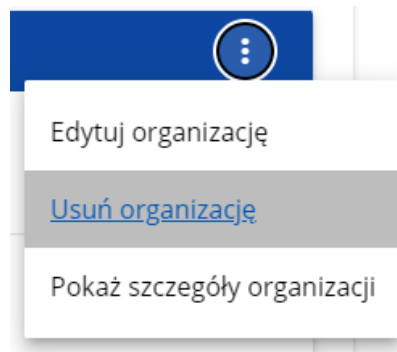 Edytuj organizację
Usuń organizację
Pokaż szczegóły organizacji